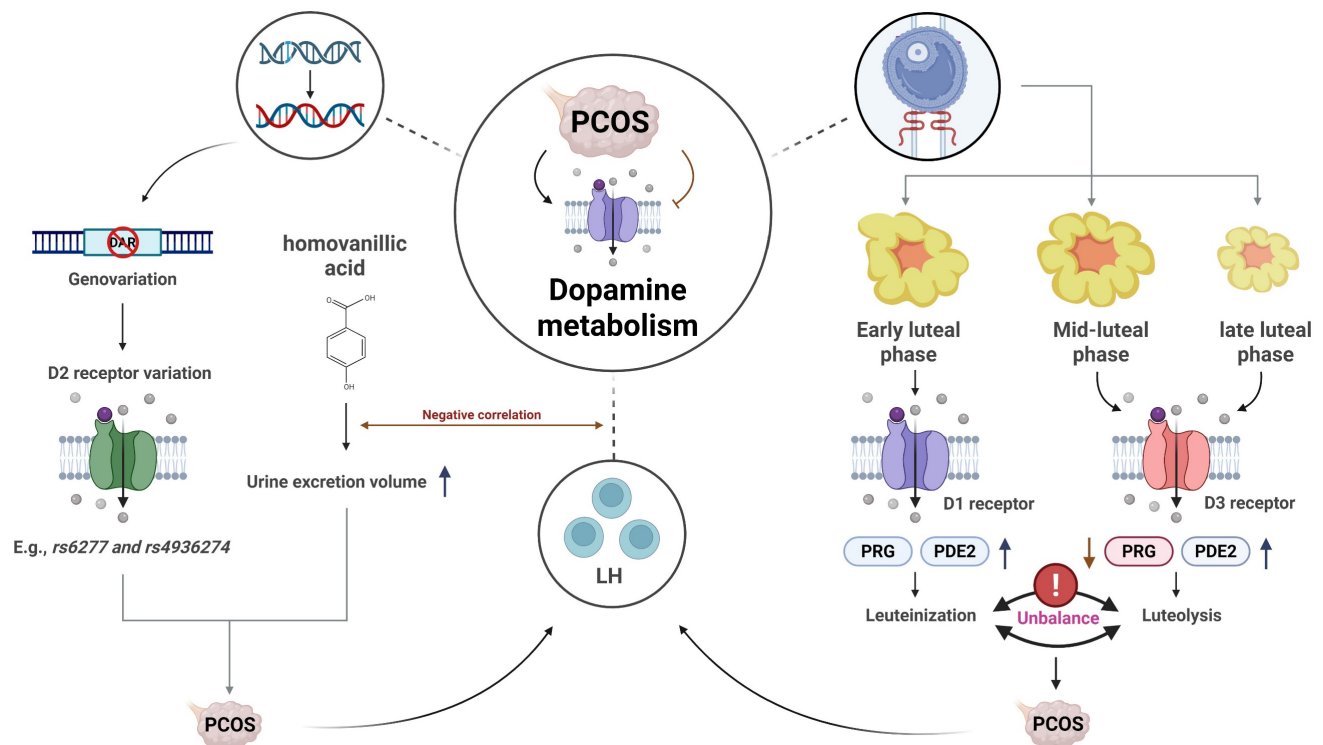 PCOS
Dopamine
metabolism
DAR
Genovariation
D2 receptor variation
E.g., rs6277 and rs4936274
homovanillic
acid
O
OH
OH
Negative correlation
Urine excretion volume
PCOS
LH
Early luteal
phase
Mid-luteal
phase
late luteal
phase
D1 receptor
D3 receptor
PRG
PDE2
PRG
PDE2
!
Leuteinization
Unbalance
Luteolysis
PCOS